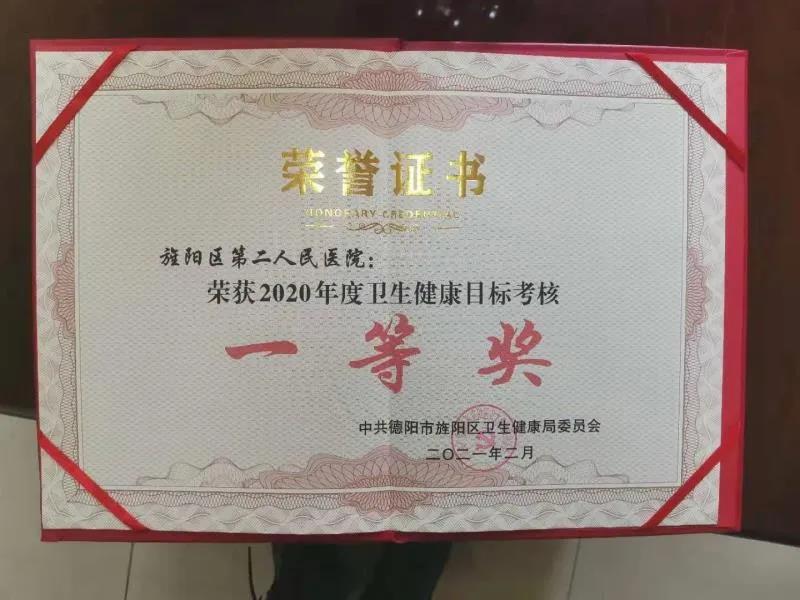 荣誉证书
HONORARY CREDENTIAL
旌阳区第二人民医院：
荣获2020年度卫生健康目标考核
一等奖
中共德阳市旌阳区卫生健康局委员会
二〇二一年二月